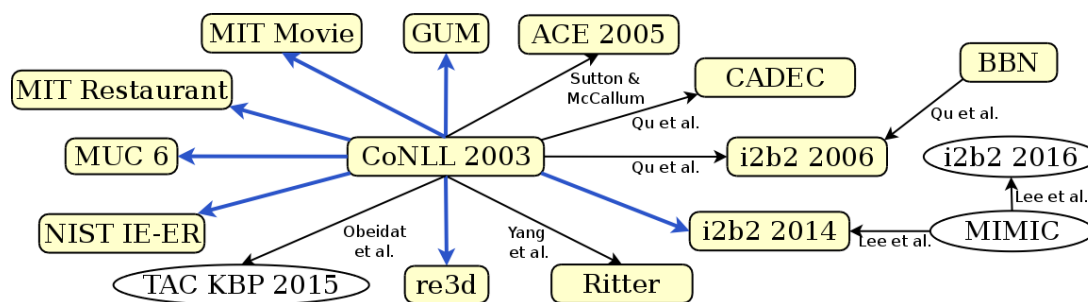 MIT Movie
GUM
ACE 2005
BBN
MIT Restaurant
Sutton &
McCallum
CADEC
Qu et al.
Qu et al.
MUC 6
CoNLL 2003
Qu et al.
i2b2 2006
i2b2 2016
Lee et al.
NIST IE-ER
Obeidat
et al.
Yang
et al.
i2b2 2014
Lee et al.
MIMIC
TAC KBP 2015
re3d
Ritter